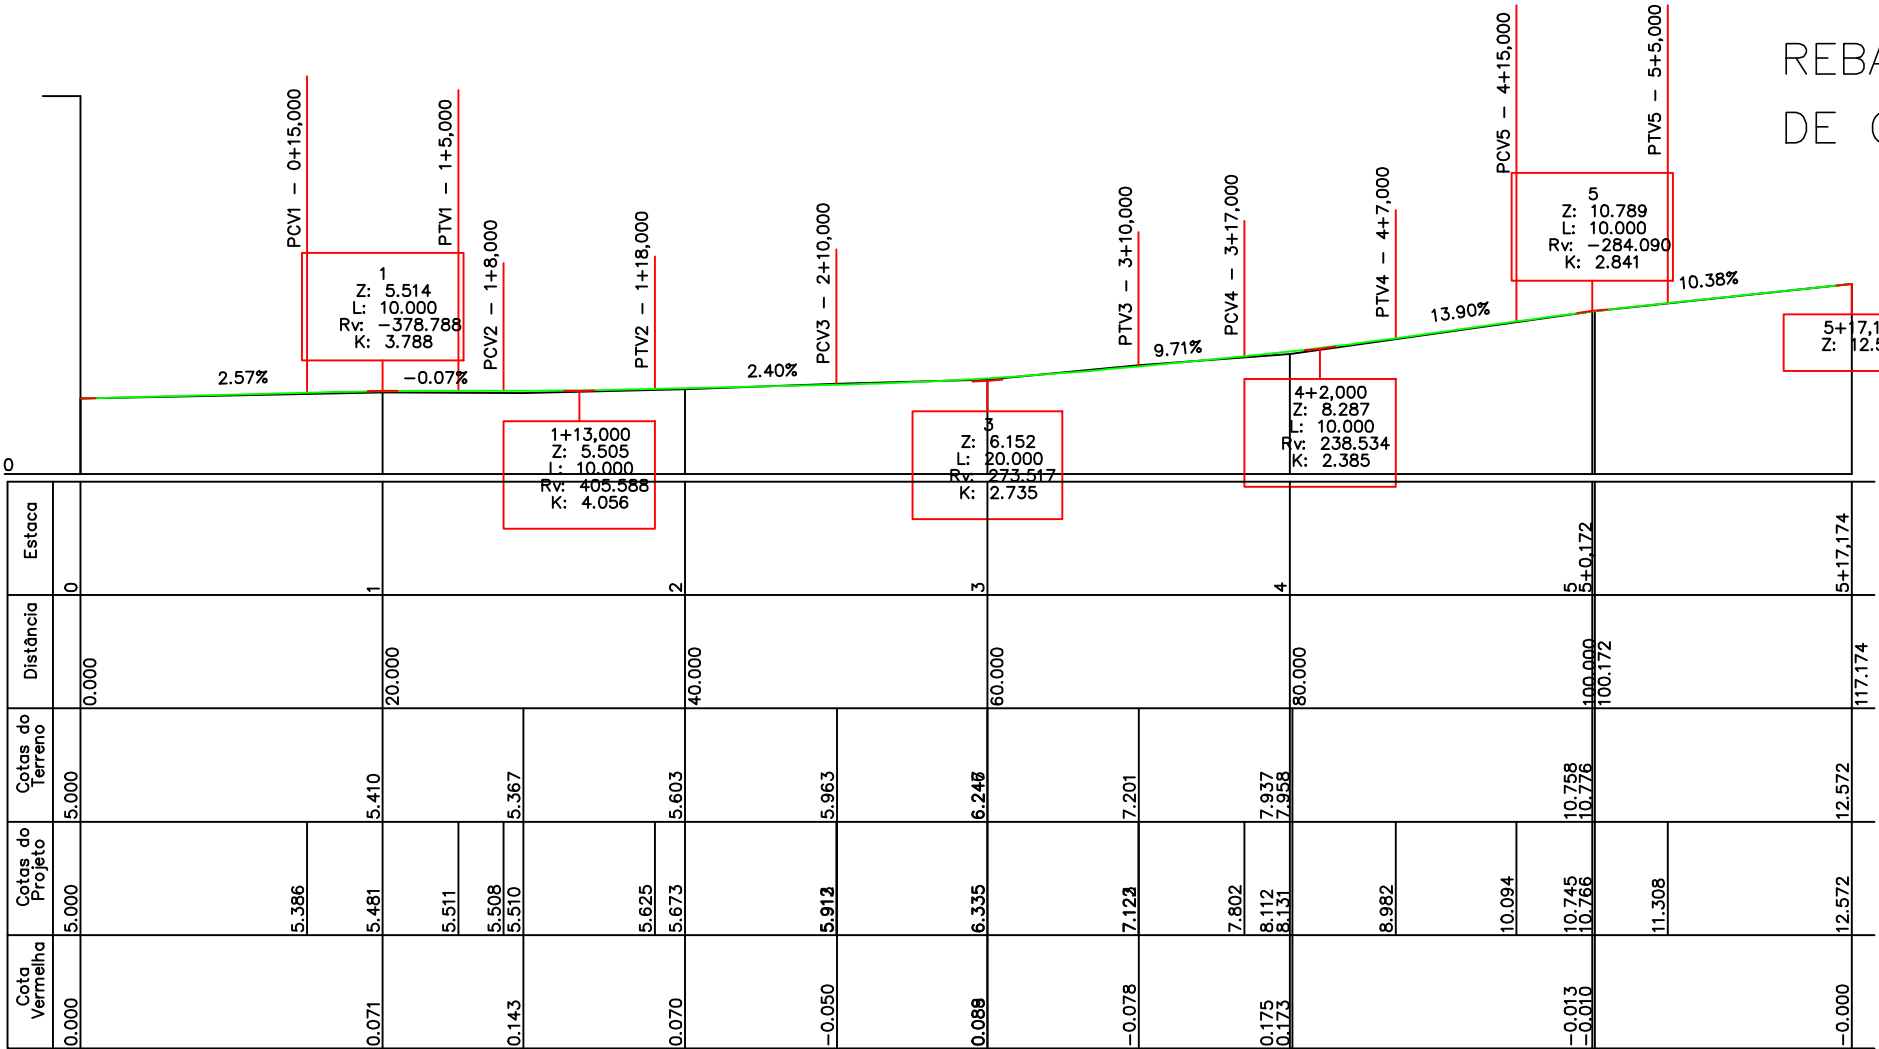 REBA
DE
PCV1 - 0+15,000
PTV1 - 1+5,000
PCV2 - 1+8,000
PTV2 - 1+18,000
PCV3 - 2+10,000
PTV3 - 3+10,000
PCV4 - 3+17,000
PTV4 - 4+7,000
PCV5 - 4+15,000
PTV5 - 5+5,000
1
Z: 5.514
L: 10.000
Rv: -378.788
K: 3.788
5
Z: 10.789
L: 10.000
Rv: -284.090
K: 2.841
2.57%
-0.07%
2.40%
9.71%
13.90%
10.38%
1+13,000
Z: 5.505
L: 10.000
Rv: 405.588
K: 4.056
3
Z: 6.152
L: 20.000
Rv: 273.517
K: 2.735
4+2,000
Z: 8.287
L: 10.000
Rv: 238.534
K: 2.385
5+17,1
Z: 12.5
0
Estaca
0
1
2
3
4
5
5+0,172
5+17,174
Distância
0.000
20.000
40.000
60.000
80.000
100.000
100.172
117.174
Cotas do
Terreno
5.000
5.410
5.367
5.603
5.963
7.201
7.937
7.958
10.758
10.776
12.572
Cotas do
Projeto
5.000
5.386
5.481
5.511
5.508
5.510
5.625
5.673
6.335
7.802
8.112
8.131
8.982
10.094
10.745
10.766
11.308
12.572
Cota
Vermelha
0.000
0.071
0.143
0.070
-0.050
-0.078
0.175
0.173
-0.013
-0.010
-0.000